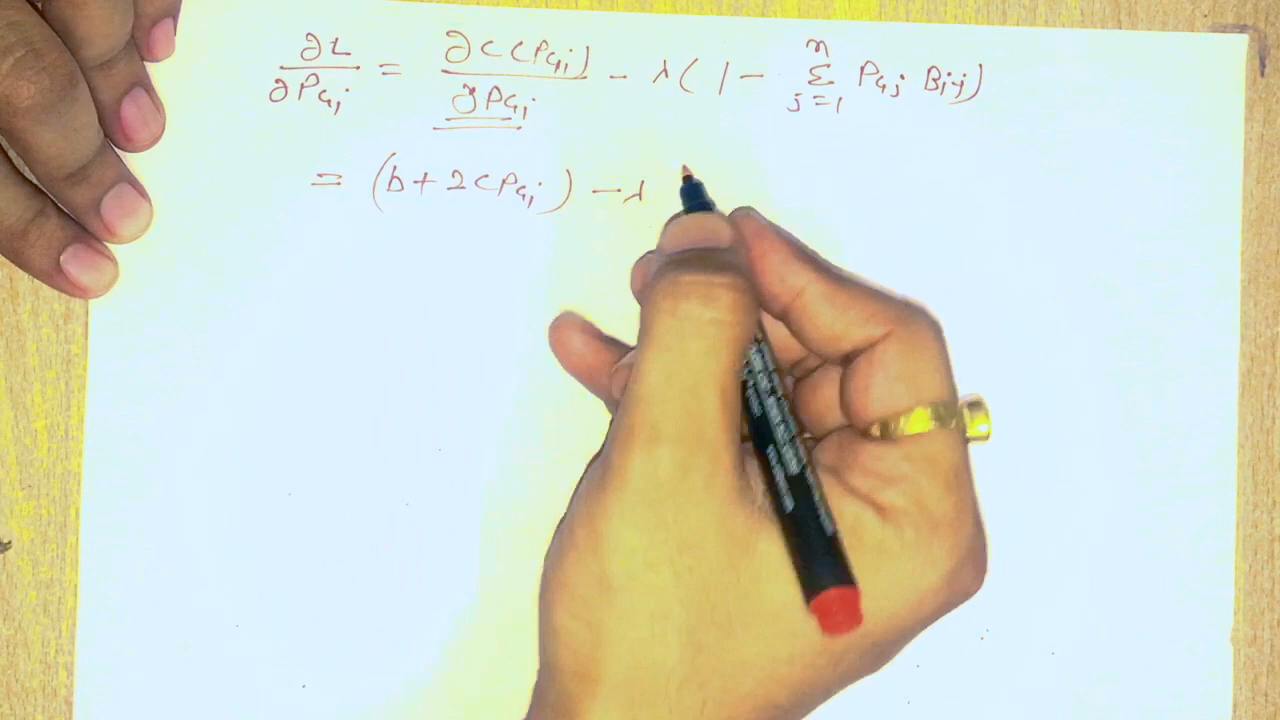 ∂L/∂PGi = ∂C(PGi)/∂PGi - λ(1 - Σ_{j=1}^{n} PGj Bij)
= (b + 2CPGi) - λ